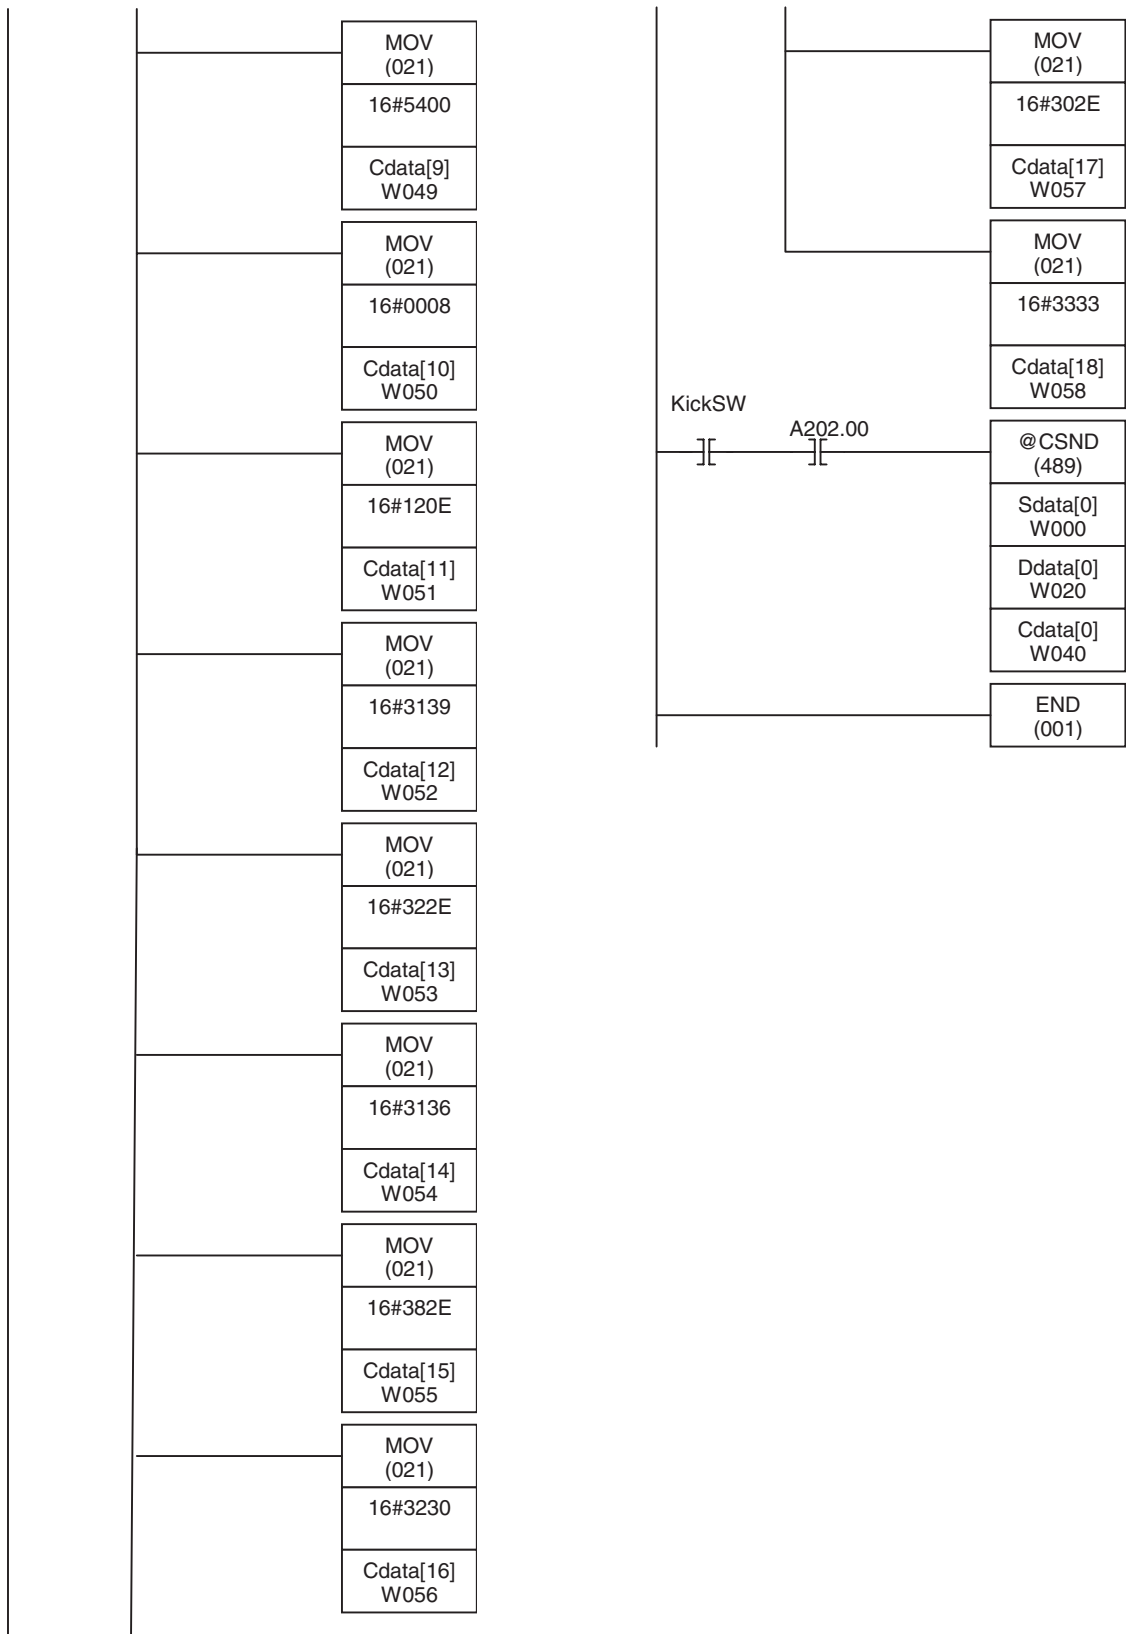 MOV
(021)
16#5400
Cdata[9]
W049
MOV
(021)
16#0008
Cdata[10]
W050
MOV
(021)
16#120E
Cdata[11]
W051
MOV
(021)
16#3139
Cdata[12]
W052
MOV
(021)
16#322E
Cdata[13]
W053
MOV
(021)
16#3136
Cdata[14]
W054
MOV
(021)
16#382E
Cdata[15]
W055
MOV
(021)
16#3230
Cdata[16]
W056
MOV
(021)
16#302E
Cdata[17]
W057
MOV
(021)
16#3333
Cdata[18]
W058
KickSW
A202.00
@CSND
(489)
Sdata[0]
W000
Ddata[0]
W020
Cdata[0]
W040
END
(001)